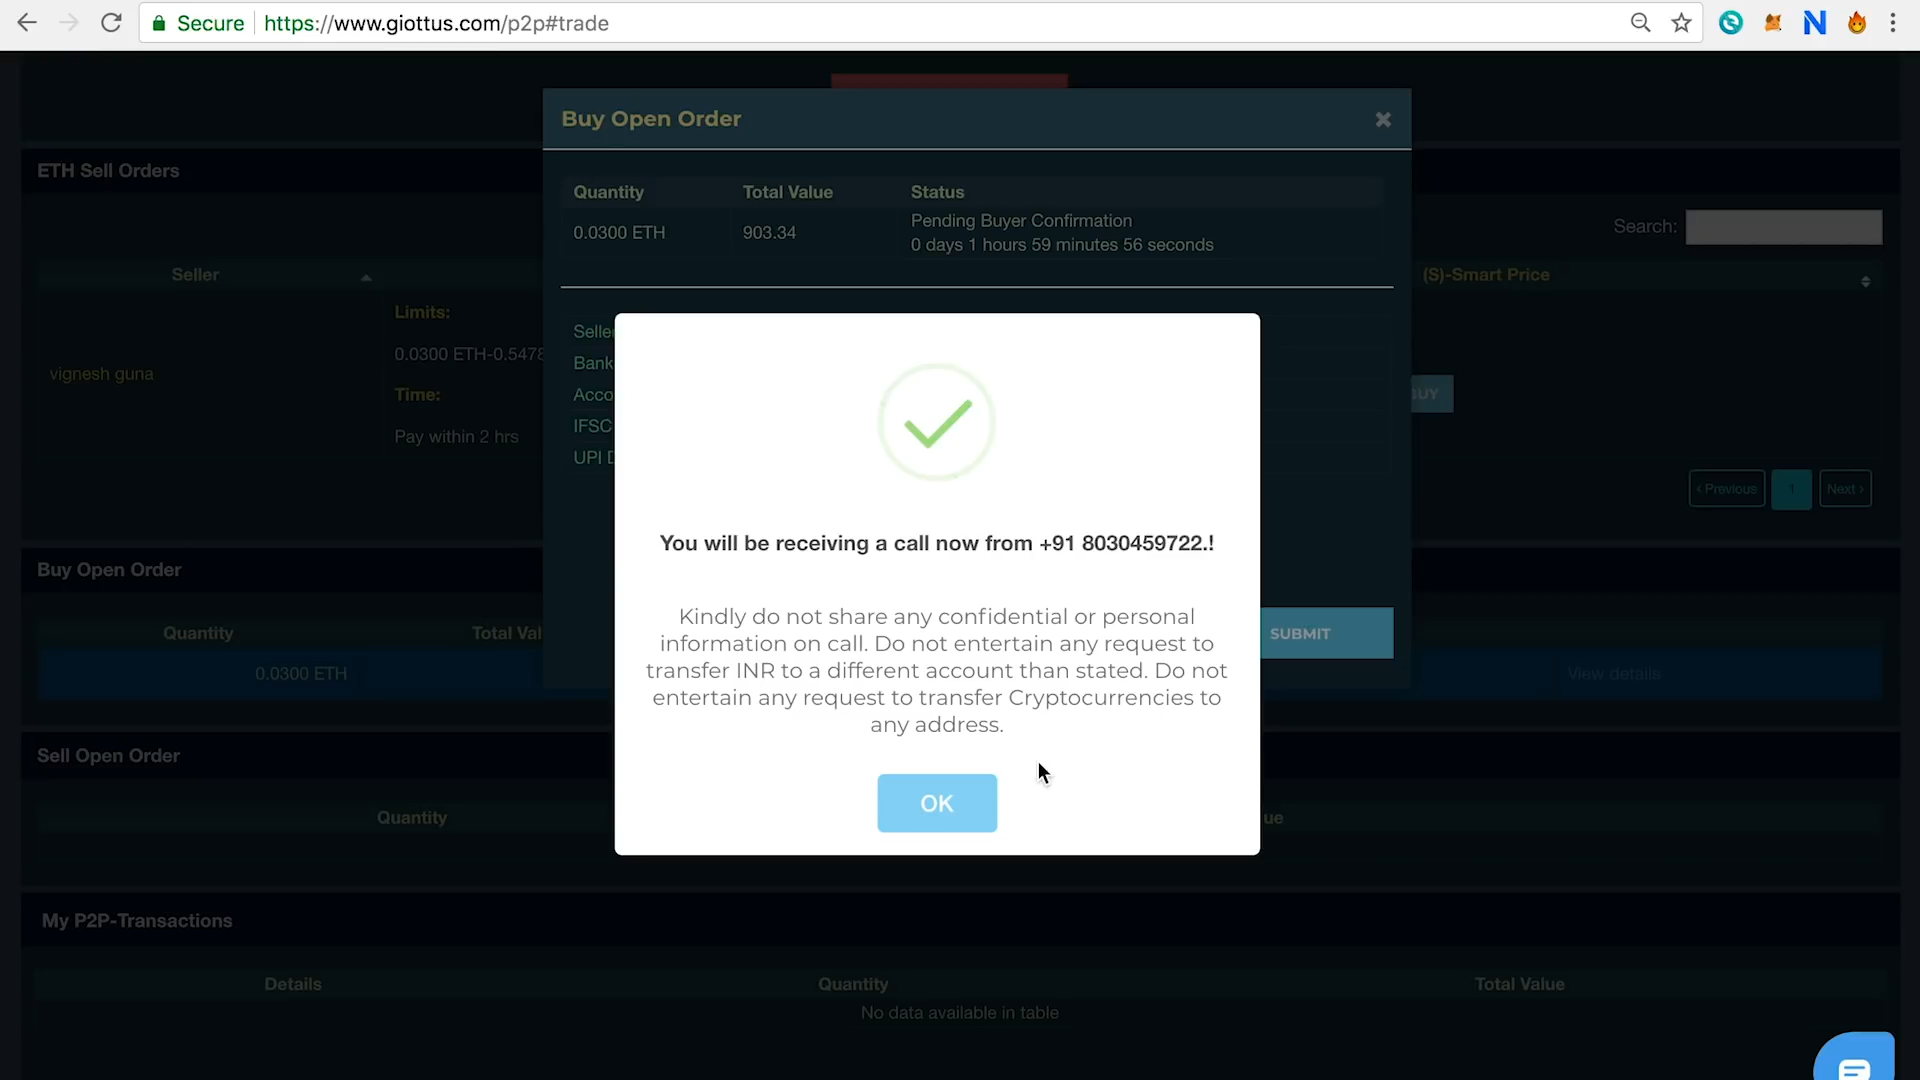 Secure https://www.giottus.com/p2p#trade
Buy Open Order
ETH Sell Orders
Quantity Total Value Status
0.0300 ETH 903.34 Pending Buyer Confirmation
0 days 1 hours 59 minutes 56 seconds
Search:
Seller (S)-Smart Price
Limits:
0.0300 ETH-0.5478
vignesh guna
Time:
Pay within 2 hrs
Bank
IFSC
UPI
‹ Previous 1 Next ›
You will be receiving a call now from +91 8030459722.!
Kindly do not share any confidential or personal
information on call. Do not entertain any request to
transfer INR to a different account than stated. Do not
entertain any request to transfer Cryptocurrencies to
any address.
OK
SUBMIT
Buy Open Order
Quantity Total Val
0.0300 ETH View details
Sell Open Order
Quantity ue
My P2P-Transactions
Details Quantity Total Value
No data available in table